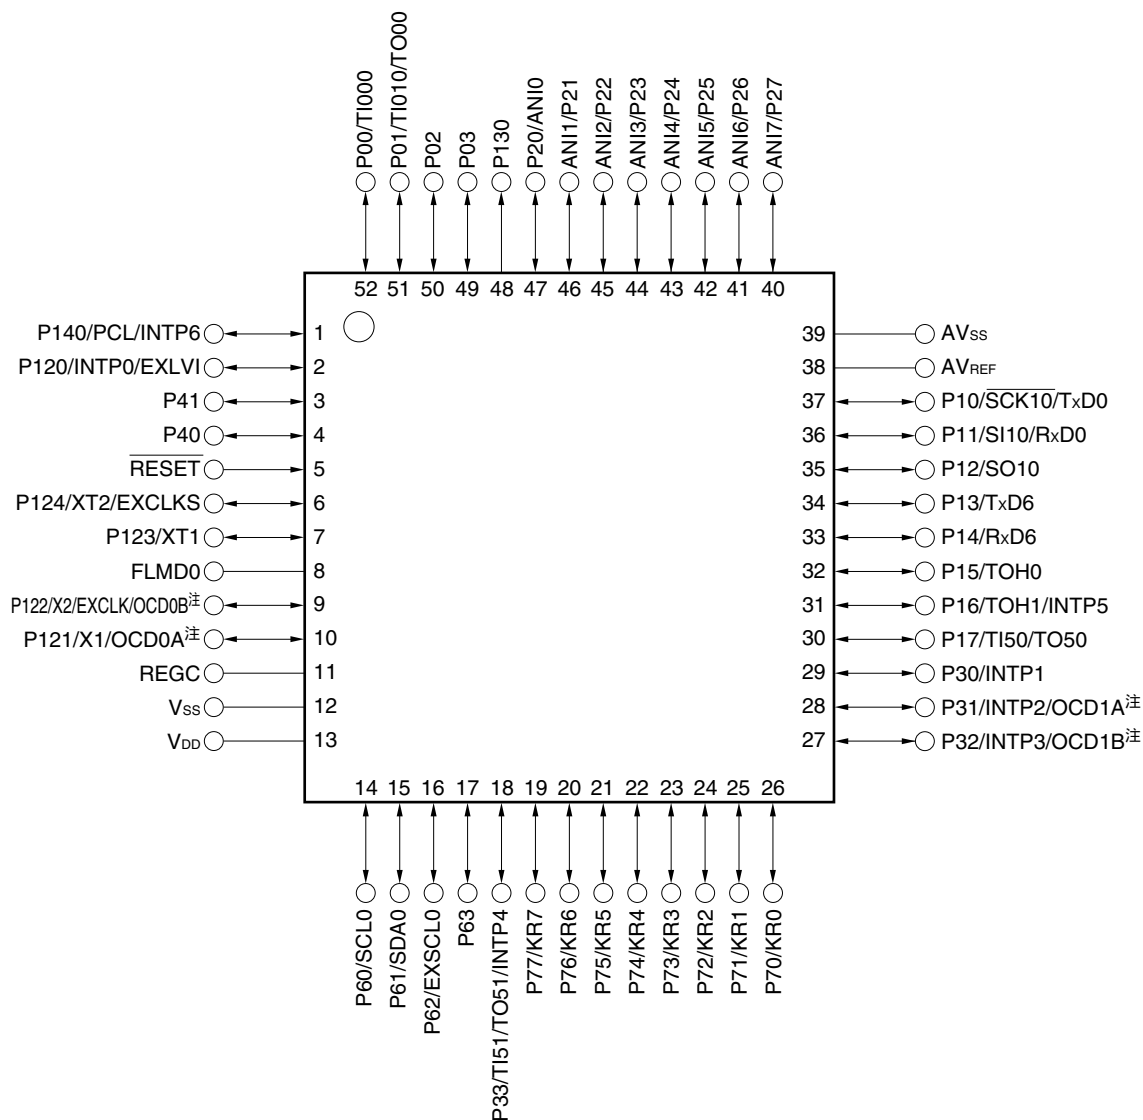 P00/TI000
P01/TI010/TO00
P02
P03
P130
P20/ANI0
ANI1/P21
ANI2/P22
ANI3/P23
ANI4/P24
ANI5/P25
ANI6/P26
ANI7/P27
52 51 50 49 48 47 46 45 44 43 42 41 40
P140/PCL/INTP6 1
P120/INTP0/EXLVI 2
P41 3
P40 4
RESET 5
P124/XT2/EXCLKS 6
P123/XT1 7
FLMD0 8
P122/X2/EXCLK/OCD0B注 9
P121/X1/OCD0A注 10
REGC 11
VSS 12
VDD 13
39 AVSS
38 AVREF
37 P10/SCK10/TxD0
36 P11/SI10/RxD0
35 P12/SO10
34 P13/TxD6
33 P14/RxD6
32 P15/TOH0
31 P16/TOH1/INTP5
30 P17/TI50/TO50
29 P30/INTP1
28 P31/INTP2/OCD1A注
27 P32/INTP3/OCD1B注
14 15 16 17 18 19 20 21 22 23 24 25 26
P60/SCL0
P61/SDA0
P62/EXSCL0
P63
P33/TI51/TO51/INTP4
P77/KR7
P76/KR6
P75/KR5
P74/KR4
P73/KR3
P72/KR2
P71/KR1
P70/KR0